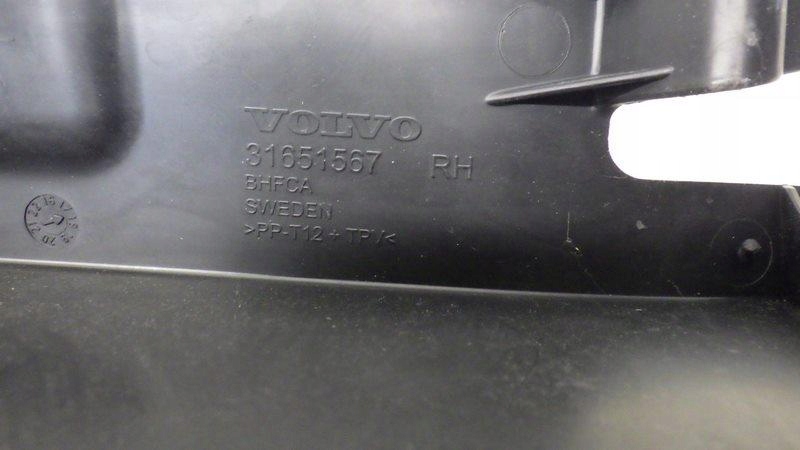 VOLVO
31651567 RH
BHFCA
SWEDEN
>PP-T12 + TPV<